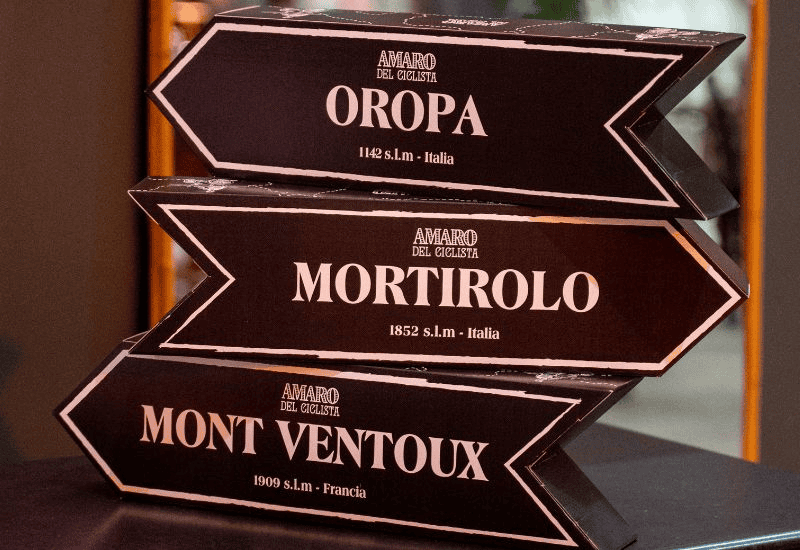 AMARO
DEL CICLISTA
OROPA
1142 s.l.m - Italia
AMARO
DEL CICLISTA
MORTIROLO
1852 s.l.m - Italia
AMARO
DEL CICLISTA
MONT VENTOUX
1909 s.l.m - Francia